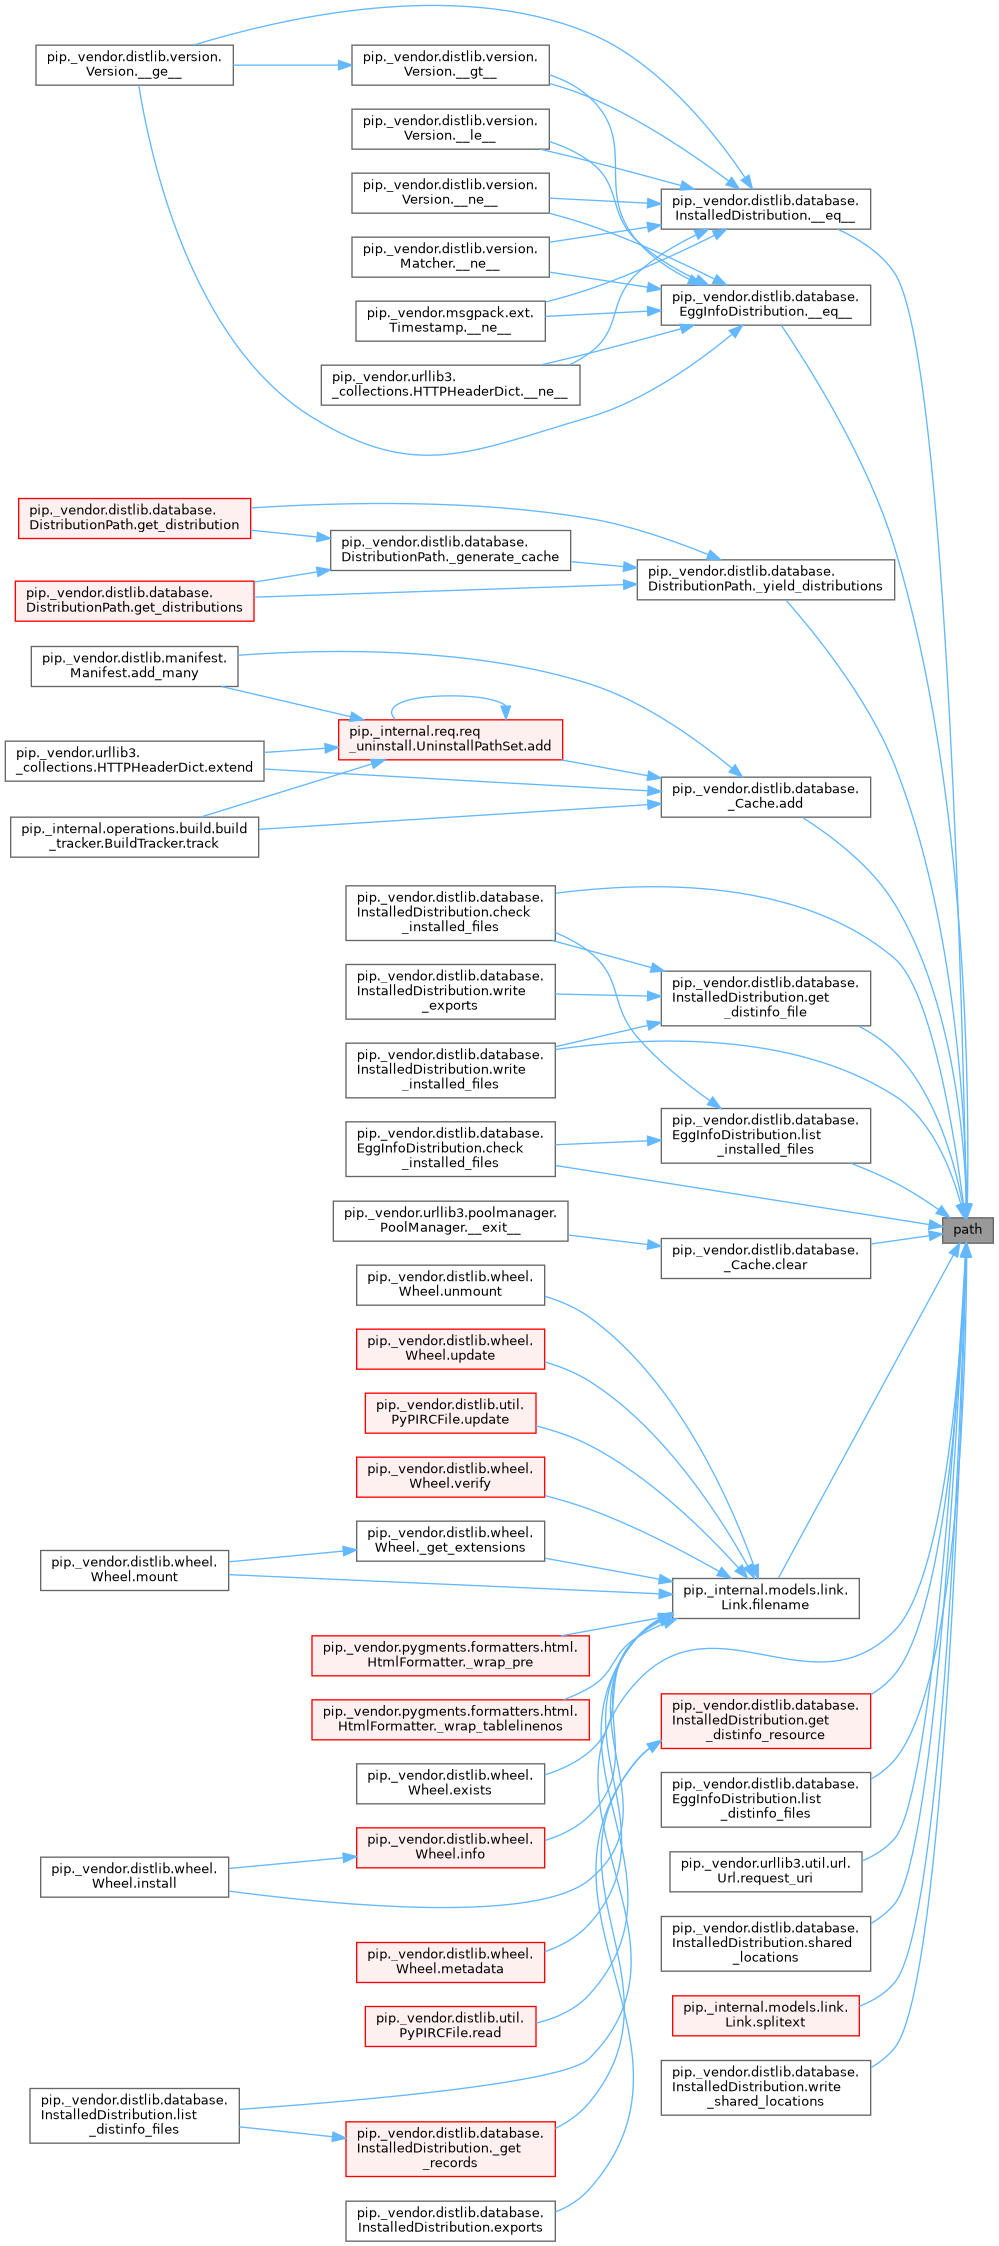 pip._vendor.distlib.version.
Version.__ge__
pip._vendor.distlib.version.
Version.__gt__
pip._vendor.distlib.version.
Version.__le__
pip._vendor.distlib.version.
Version.__ne__
pip._vendor.distlib.database.
InstalledDistribution.__eq__
pip._vendor.distlib.version.
Matcher.__ne__
pip._vendor.distlib.database.
EggInfoDistribution.__eq__
pip._vendor.msgpack.ext.
Timestamp.__ne__
pip._vendor.urllib3.
_collections.HTTPHeaderDict.__ne__
pip._vendor.distlib.database.
DistributionPath.get_distribution
pip._vendor.distlib.database.
DistributionPath._generate_cache
pip._vendor.distlib.database.
DistributionPath._yield_distributions
pip._vendor.distlib.database.
DistributionPath.get_distributions
pip._vendor.distlib.manifest.
Manifest.add_many
pip._internal.req.req
_uninstall.UninstallPathSet.add
pip._vendor.urllib3.
_collections.HTTPHeaderDict.extend
pip._vendor.distlib.database.
_Cache.add
pip._internal.operations.build.build
_tracker.BuildTracker.track
pip._vendor.distlib.database.
InstalledDistribution.check
_installed_files
pip._vendor.distlib.database.
InstalledDistribution.write
_exports
pip._vendor.distlib.database.
InstalledDistribution.get
_distinfo_file
pip._vendor.distlib.database.
InstalledDistribution.write
_installed_files
pip._vendor.distlib.database.
EggInfoDistribution.list
_installed_files
pip._vendor.distlib.database.
EggInfoDistribution.check
_installed_files
pip._vendor.urllib3.poolmanager.
PoolManager.__exit__
path
pip._vendor.distlib.database.
_Cache.clear
pip._vendor.distlib.wheel.
Wheel.unmount
pip._vendor.distlib.wheel.
Wheel.update
pip._vendor.distlib.util.
PyPIRCFile.update
pip._vendor.distlib.wheel.
Wheel.verify
pip._vendor.distlib.wheel.
Wheel._get_extensions
pip._vendor.distlib.wheel.
Wheel.mount
pip._internal.models.link.
Link.filename
pip._vendor.pygments.formatters.html.
HtmlFormatter._wrap_pre
pip._vendor.pygments.formatters.html.
HtmlFormatter._wrap_tablelinenos
pip._vendor.distlib.database.
InstalledDistribution.get
_distinfo_resource
pip._vendor.distlib.wheel.
Wheel.exists
pip._vendor.distlib.database.
EggInfoDistribution.list
_distinfo_files
pip._vendor.distlib.wheel.
Wheel.info
pip._vendor.distlib.wheel.
Wheel.install
pip._vendor.urllib3.util.url.
Url.request_uri
pip._vendor.distlib.database.
InstalledDistribution.shared
_locations
pip._vendor.distlib.wheel.
Wheel.metadata
pip._internal.models.link.
Link.splitext
pip._vendor.distlib.util.
PyPIRCFile.read
pip._vendor.distlib.database.
InstalledDistribution.write
_shared_locations
pip._vendor.distlib.database.
InstalledDistribution.list
_distinfo_files
pip._vendor.distlib.database.
InstalledDistribution._get
_records
pip._vendor.distlib.database.
InstalledDistribution.exports